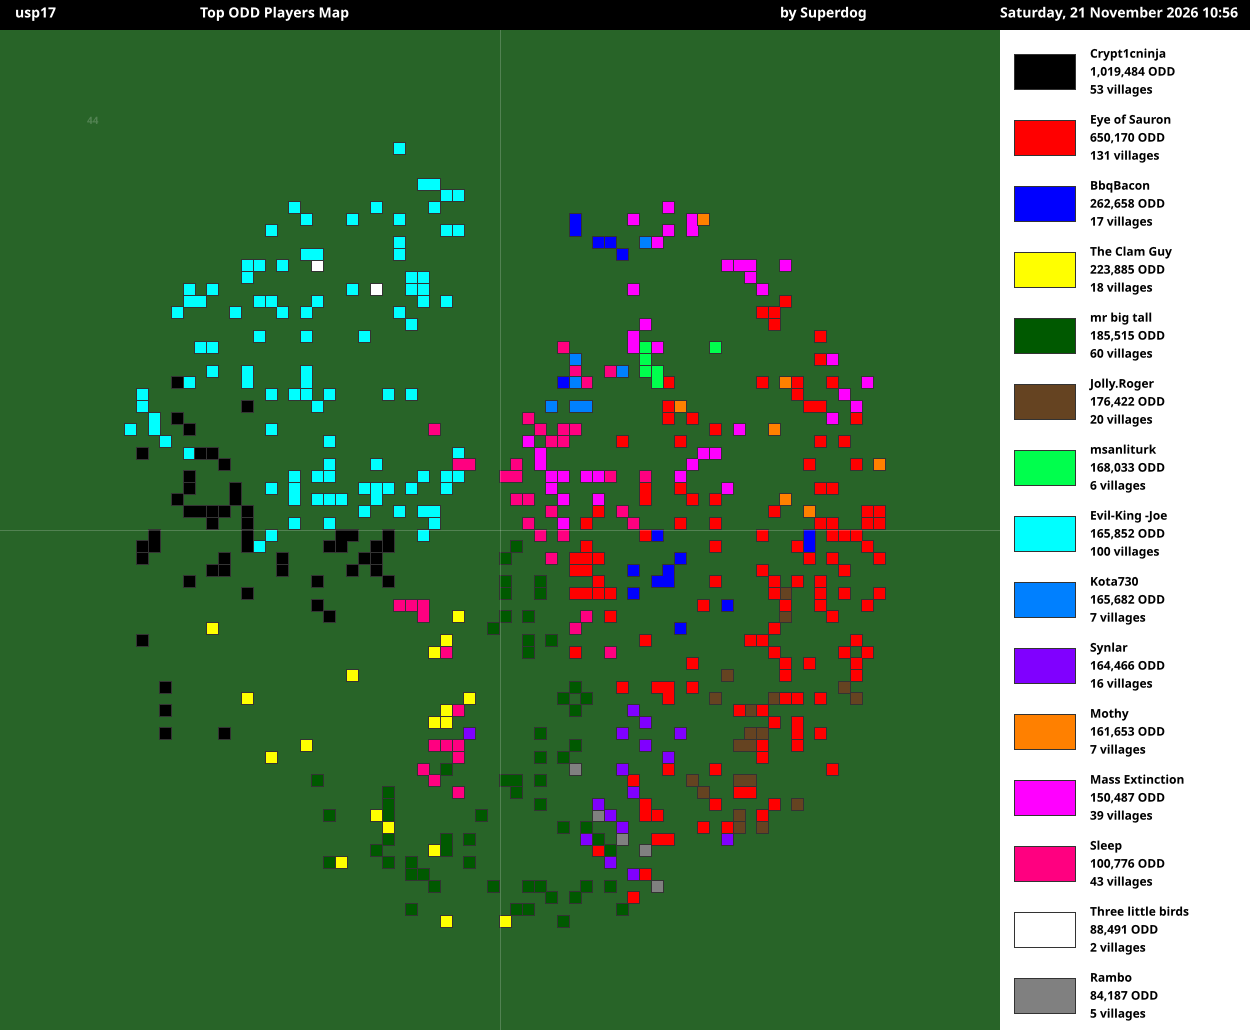 usp17 Top ODD Players Map by Superdog Saturday, 21 November 2026 10:56
44
Crypt1cninja
1,019,484 ODD
53 villages
Eye of Sauron
650,170 ODD
131 villages
BbqBacon
262,658 ODD
17 villages
The Clam Guy
223,885 ODD
18 villages
mr big tall
185,515 ODD
60 villages
Jolly.Roger
176,422 ODD
20 villages
msanliturk
168,033 ODD
6 villages
Evil-King -Joe
165,852 ODD
100 villages
Kota730
165,682 ODD
7 villages
Synlar
164,466 ODD
16 villages
Mothy
161,653 ODD
7 villages
Mass Extinction
150,487 ODD
39 villages
Sleep
100,776 ODD
43 villages
Three little birds
88,491 ODD
2 villages
Rambo
84,187 ODD
5 villages